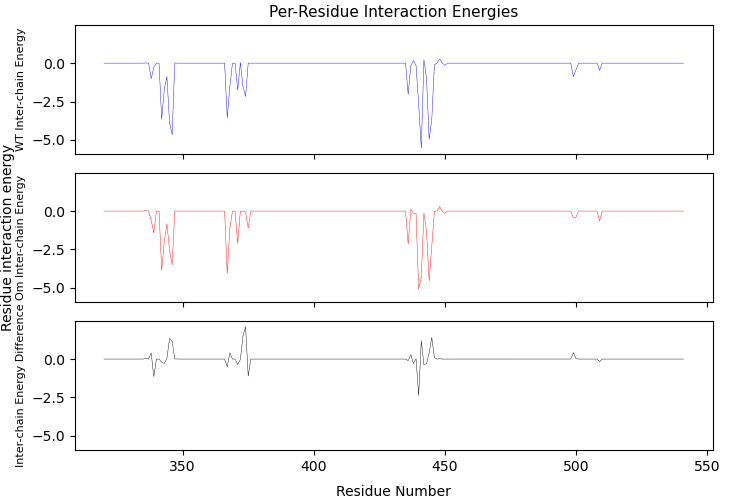 Per-Residue Interaction Energies
WT Inter-chain Energy
0.0
−2.5
−5.0
Residue interaction energy
Om Inter-chain Energy
0.0
−2.5
−5.0
Inter-chain Energy Difference
0.0
−2.5
−5.0
350
400
450
500
550
Residue Number